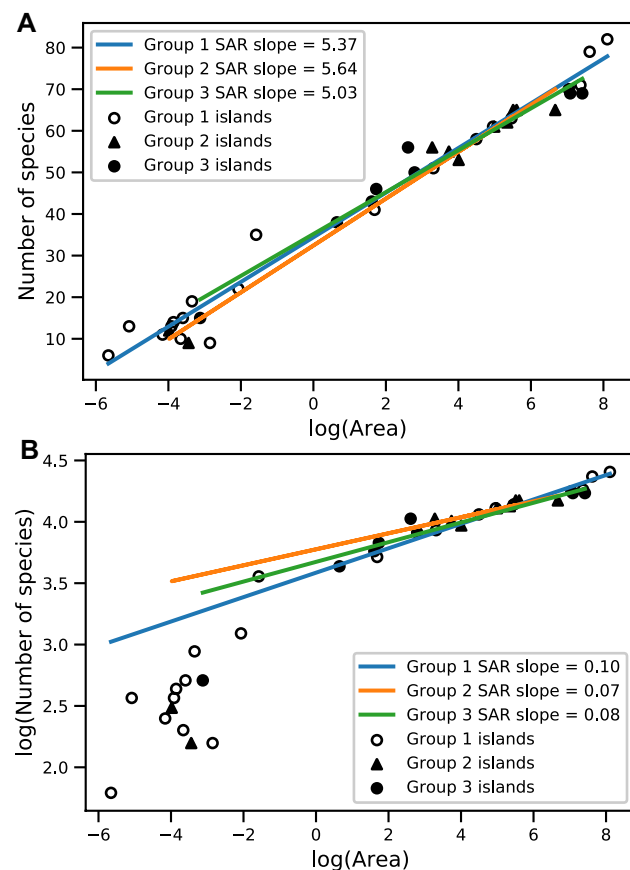 A
Group 1 SAR slope = 5.37
Group 2 SAR slope = 5.64
Group 3 SAR slope = 5.03
Group 1 islands
Group 2 islands
Group 3 islands
Number of species
80
70
60
50
40
30
20
10
−6
−4
−2
0
2
4
6
8
log(Area)
B
log(Number of species)
4.5
4.0
3.5
3.0
2.5
2.0
Group 1 SAR slope = 0.10
Group 2 SAR slope = 0.07
Group 3 SAR slope = 0.08
Group 1 islands
Group 2 islands
Group 3 islands
−6
−4
−2
0
2
4
6
8
log(Area)